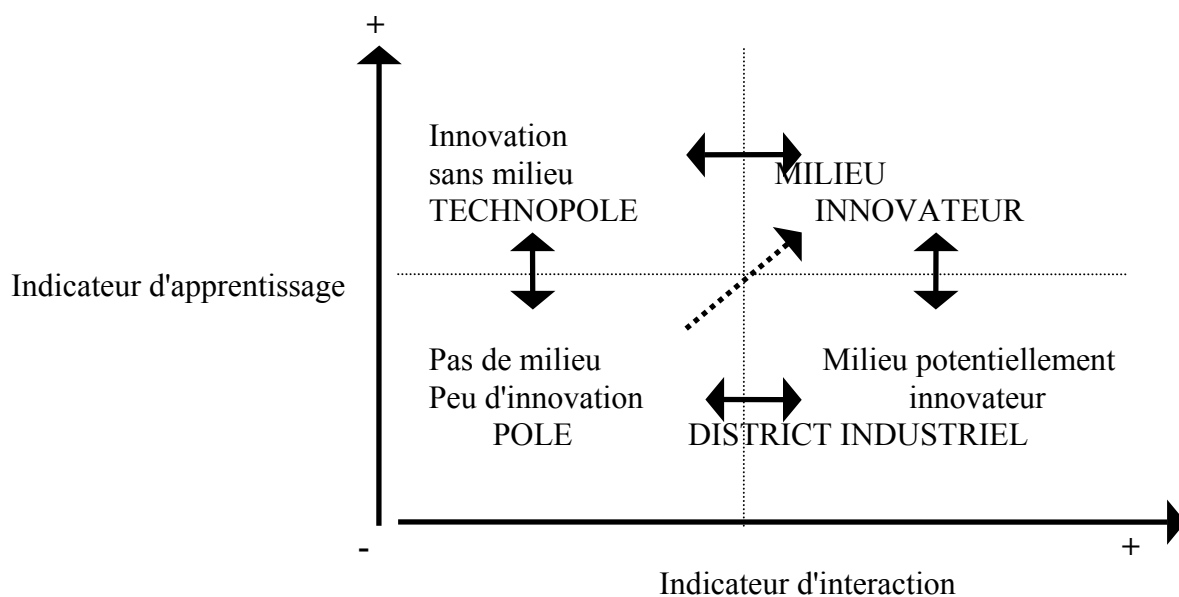 +
Innovation
sans milieu
TECHNOPOLE
MILIEU
INNOVATEUR
Indicateur d'apprentissage
Pas de milieu
Peu d'innovation
POLE
Milieu potentiellement
innovateur
DISTRICT INDUSTRIEL
-
+
Indicateur d'interaction